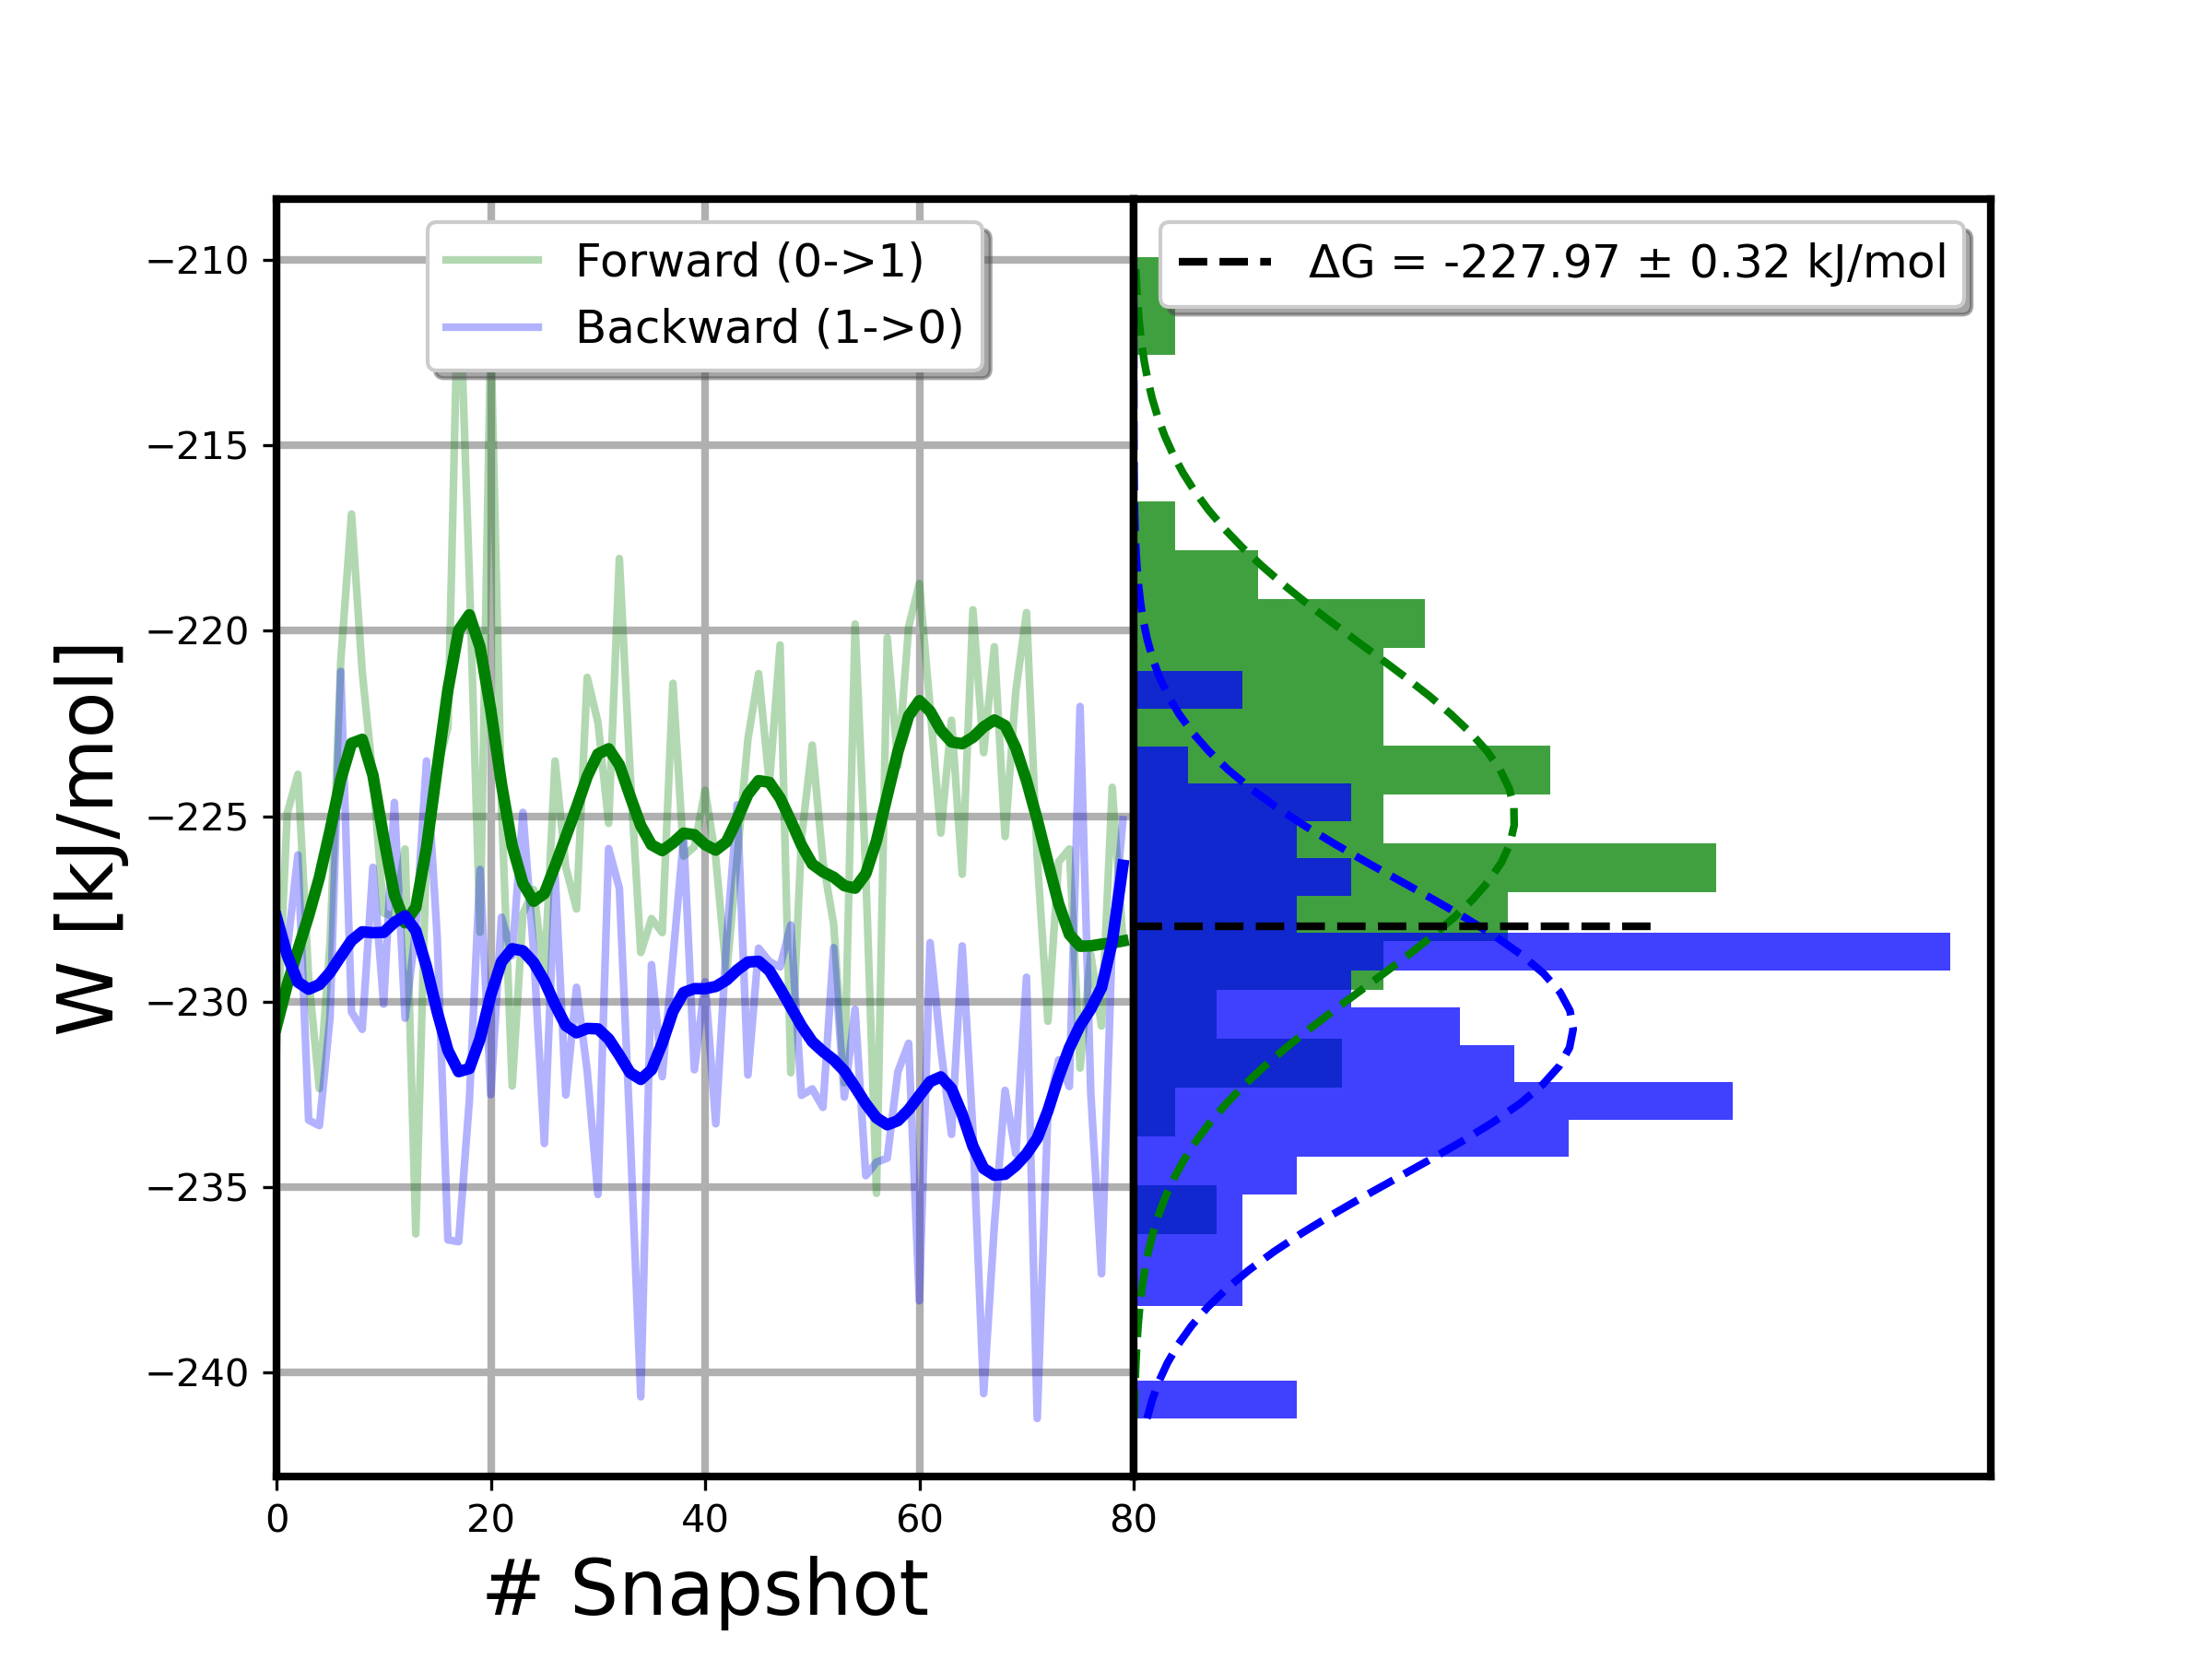 Forward (0->1)
Backward (1->0)
ΔG = -227.97 ± 0.32 kJ/mol
W [kJ/mol]
−210
−215
−220
−225
−230
−235
−240
0 20 40 60 80
# Snapshot